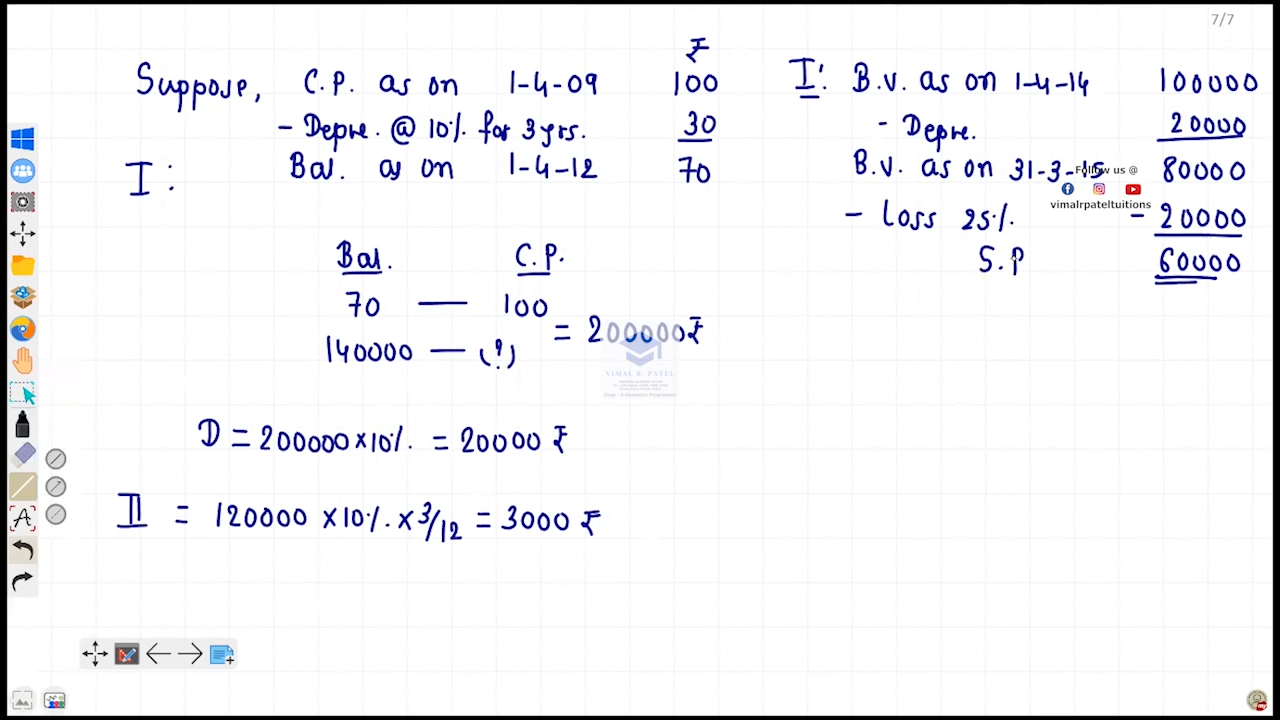 7/7
₹
Suppose, C.P. as on 1-4-09 100
- Depre. @ 10% for 3 yrs. 30
I : Bal. as on 1-4-12 70
Bal. C.P.
70 — 100
140000 — (?) = 200000 ₹
D = 200000 × 10% = 20000 ₹
II = 120000 × 10% × 3/12 = 3000 ₹
I : B.V. as on 1-4-14 100000
- Depre. 20000
B.V. as on 31-3-15 80000
- Loss 25% - 20000
S.P 60000
Follow us @
vimalrpateltuitions
VIMAL R. PATEL